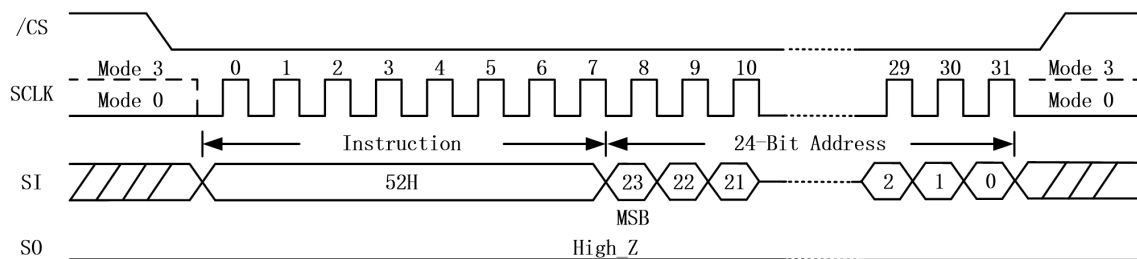 /CS
Mode 3 0 1 2 3 4 5 6 7 8 9 10 29 30 31 Mode 3
SCLK
Mode 0 Mode 0
Instruction 24-Bit Address
SI 52H 23 22 21 2 1 0
MSB
SO High_Z